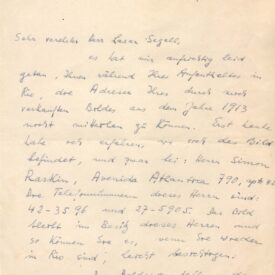 Sehr verehrter Herr Lasar Segall,
es hat mir aufrichtig leid
getan, Ihnen während Ihres Aufenthaltes in
Rio, die Adresse Ihres durch mich
verkauften Bildes aus dem Jahre 1913
nicht mitteilen zu können. Erst heute
habe ich erfahren wo sich das Bild
befindet, und zwar bei: Herrn Simon
Raskin, Avenida Atlantica 790, apt 42
Die Telefonnummern dieses Herrn sind:
42-35.96 und 27-5905. Das Bild
bleibt im Besitz dieses Herren und
so können Sie es, wenn Sie wieder
in Rio sind, leicht besichtigen.